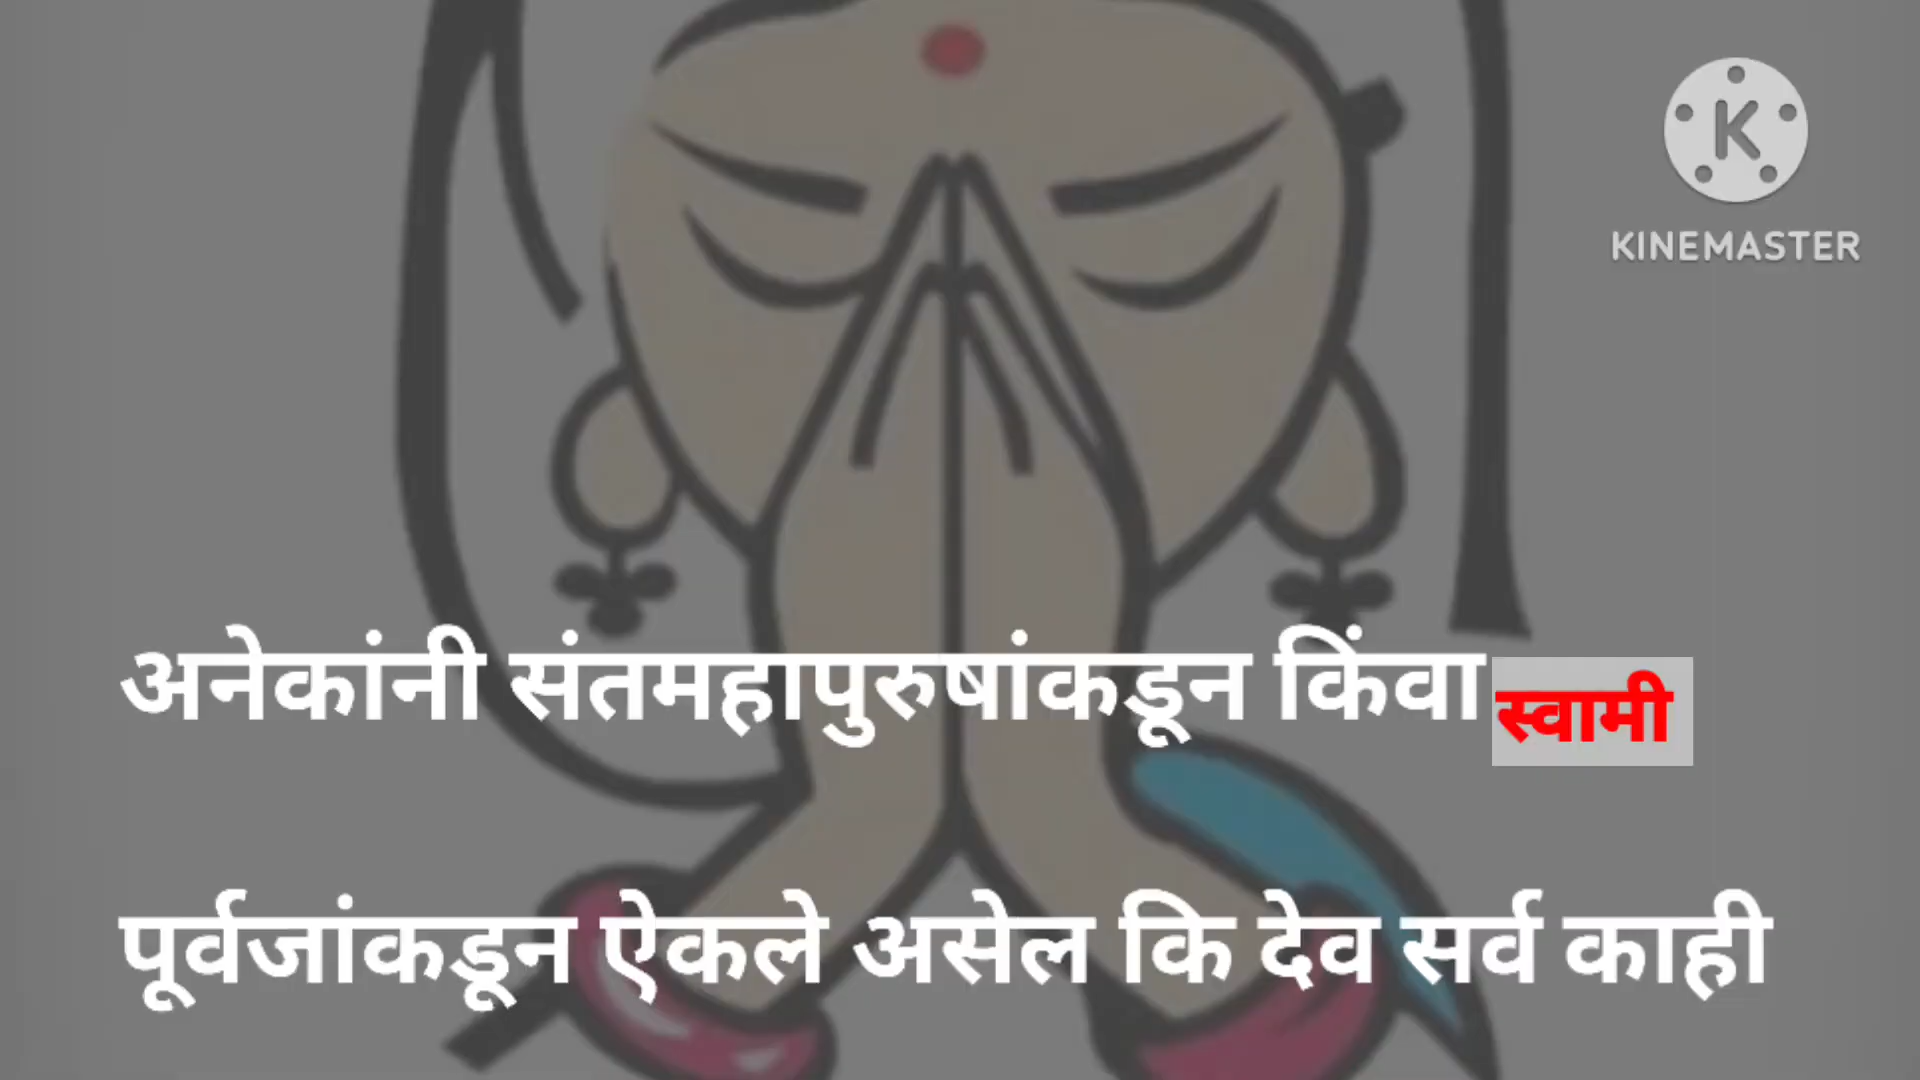 KINEMASTER
अनेकांनी संतमहापुरुषांकडून किंवा स्वामी
पूर्वजांकडून ऐकले असेल कि देव सर्व काही